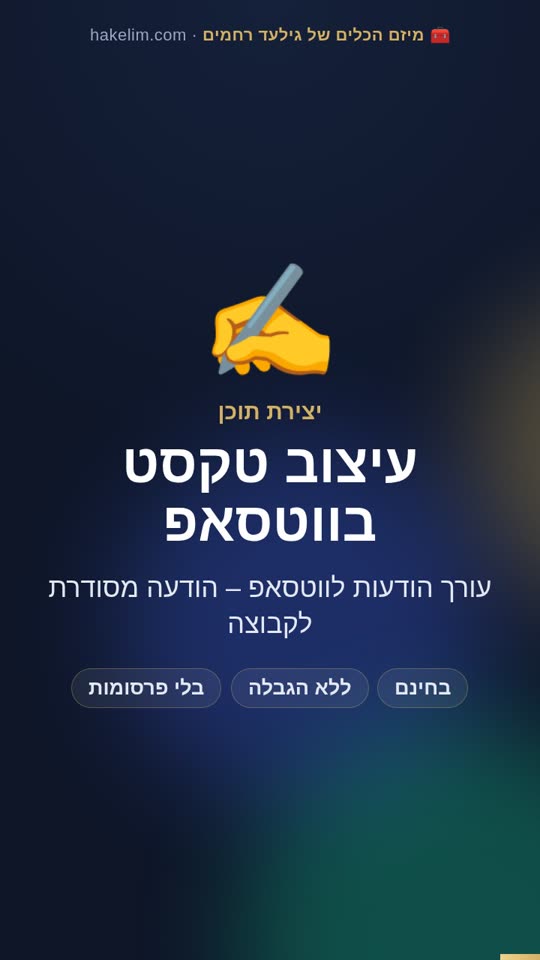 🧰 מיזם הכלים של גילעד רחמים · hakelim.com
יצירת תוכן
עיצוב טקסט
בווטסאפ
עורך הודעות לווטסאפ – הודעה מסודרת
לקבוצה
בחינם
ללא הגבלה
בלי פרסומות